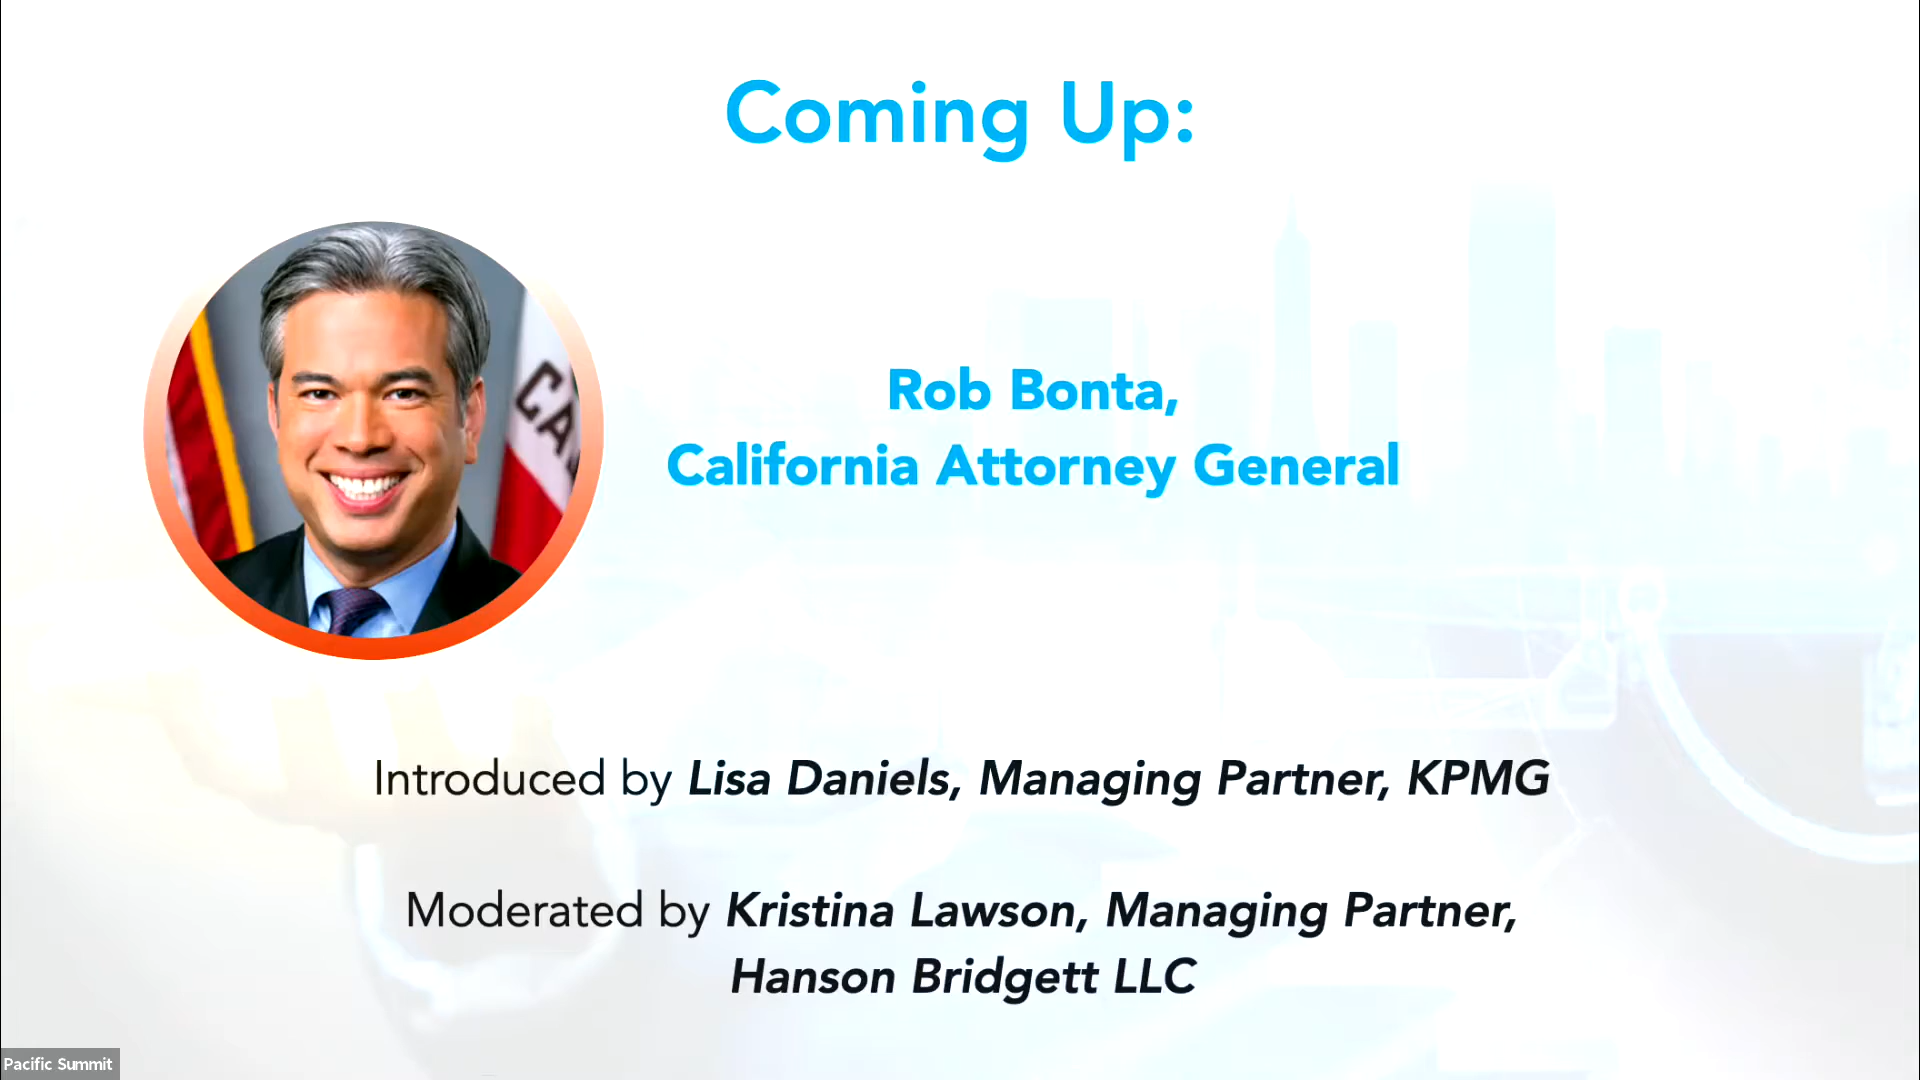 Coming Up:
CA
Rob Bonta,
California Attorney General
Introduced by Lisa Daniels, Managing Partner, KPMG
Moderated by Kristina Lawson, Managing Partner,
Hanson Bridgett LLC
Pacific Summit